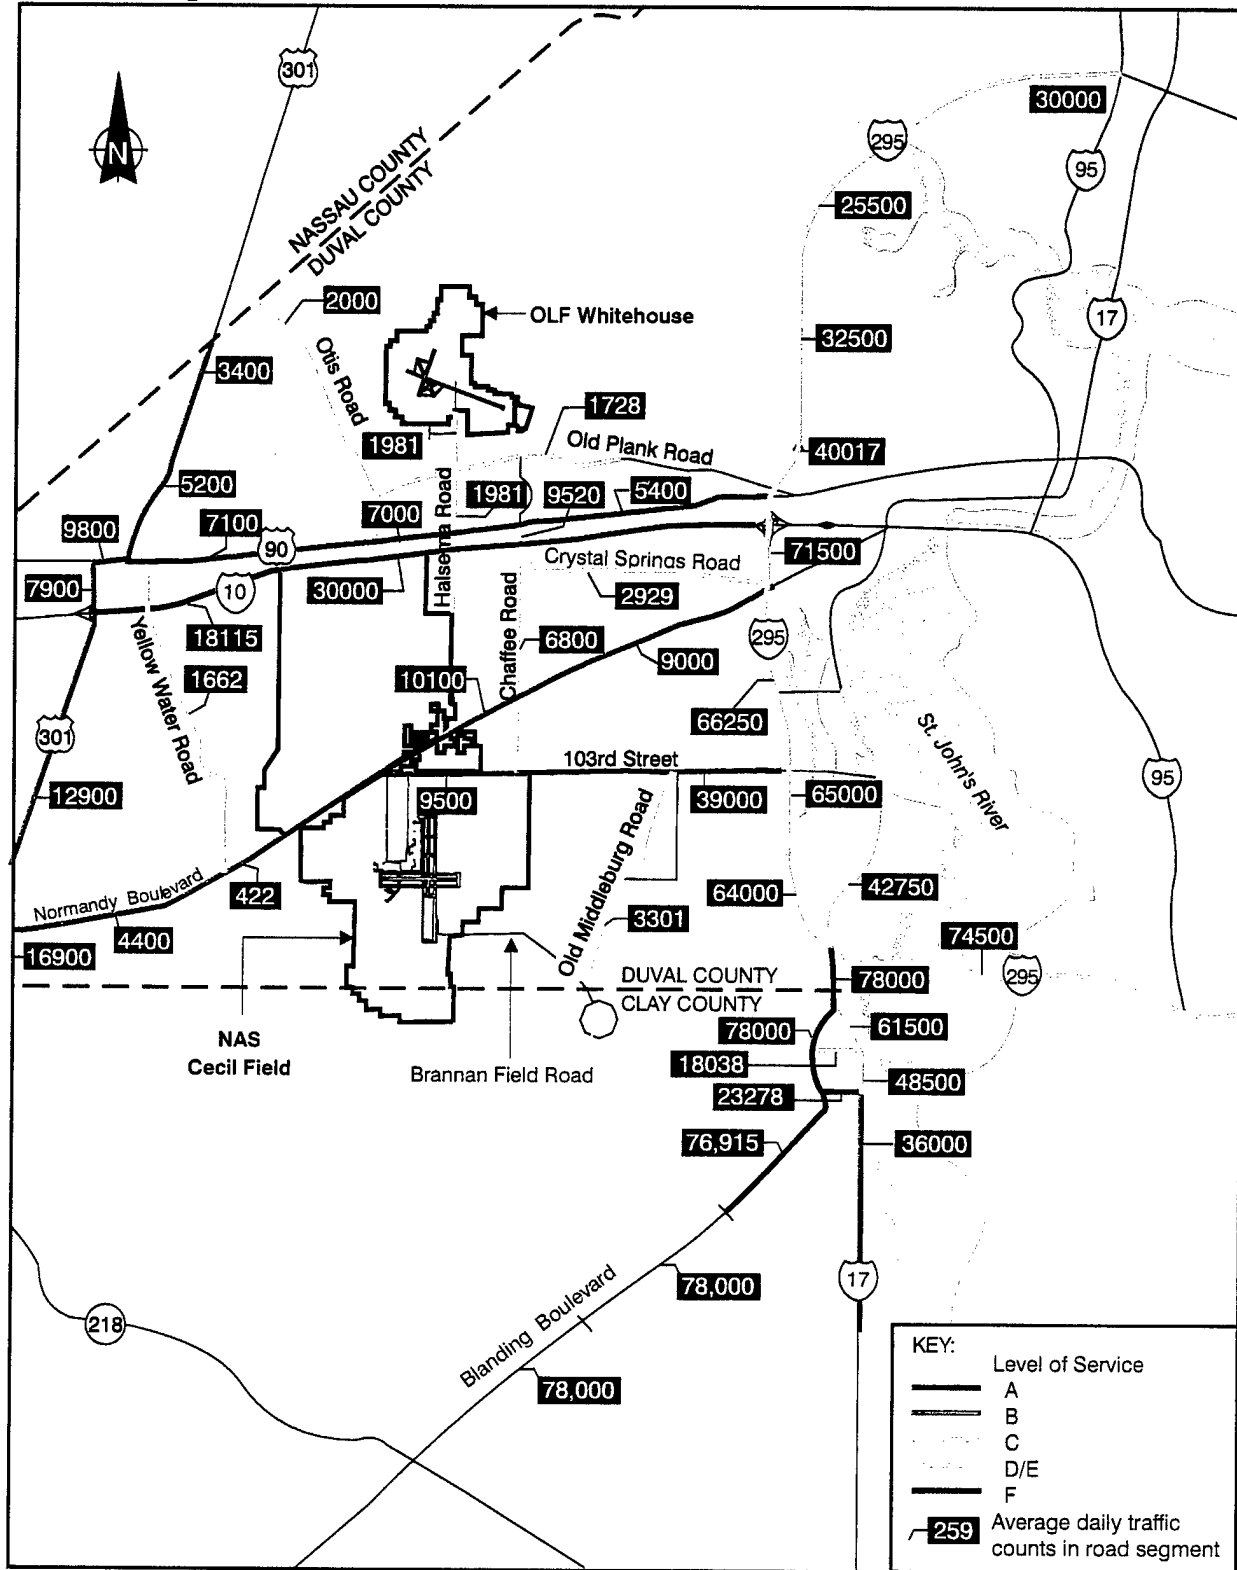 301
N
NASSAU COUNTY
DUVAL COUNTY
30000
295
95
25500
2000
OLF Whitehouse
17
32500
Otis Road
3400
1728
1981
Old Plank Road
40017
5200
Halsema Road
1981
9520
5400
9800
7100
7000
90
71500
Crystal Springs Road
7900
10
30000
2929
18115
Yellow Water Road
Chaffee Road
6800
295
9000
1662
10100
66250
St. John's River
301
103rd Street
95
12900
9500
39000
65000
Old Middleburg Road
Normandy Boulevard
422
64000
42750
4400
3301
74500
16900
DUVAL COUNTY
78000
295
CLAY COUNTY
NAS
Cecil Field
78000
61500
Brannan Field Road
18038
48500
23278
76,915
36000
78,000
17
218
Blanding Boulevard
78,000
KEY:
Level of Service
A
B
C
D/E
F
259
Average daily traffic
counts in road segment